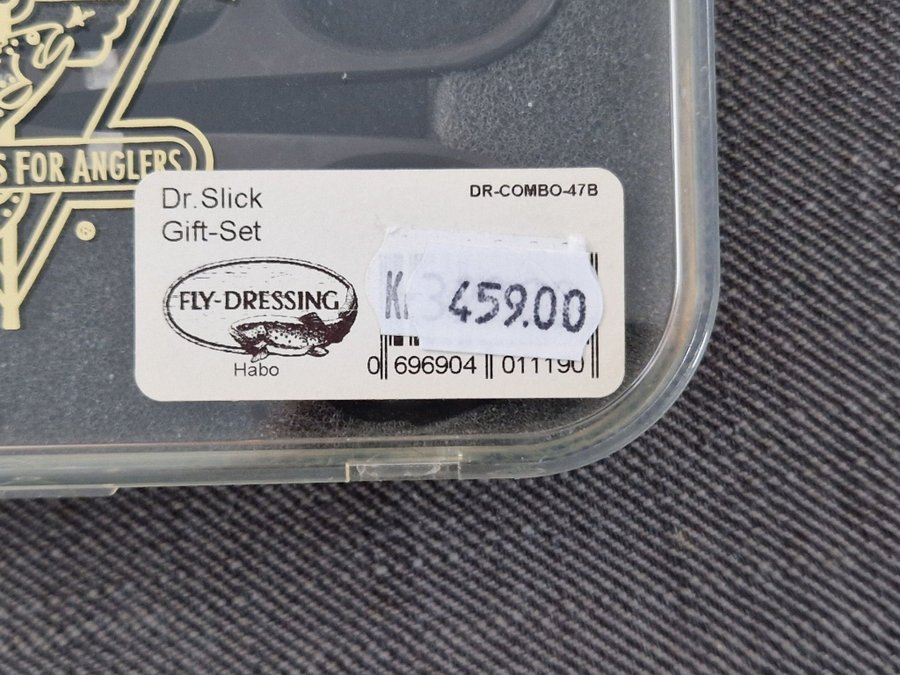 S FOR ANGLERS
®
Dr.Slick
DR-COMBO-47B
Gift-Set
FLY-DRESSING
Habo
459.00
0 696904 011190